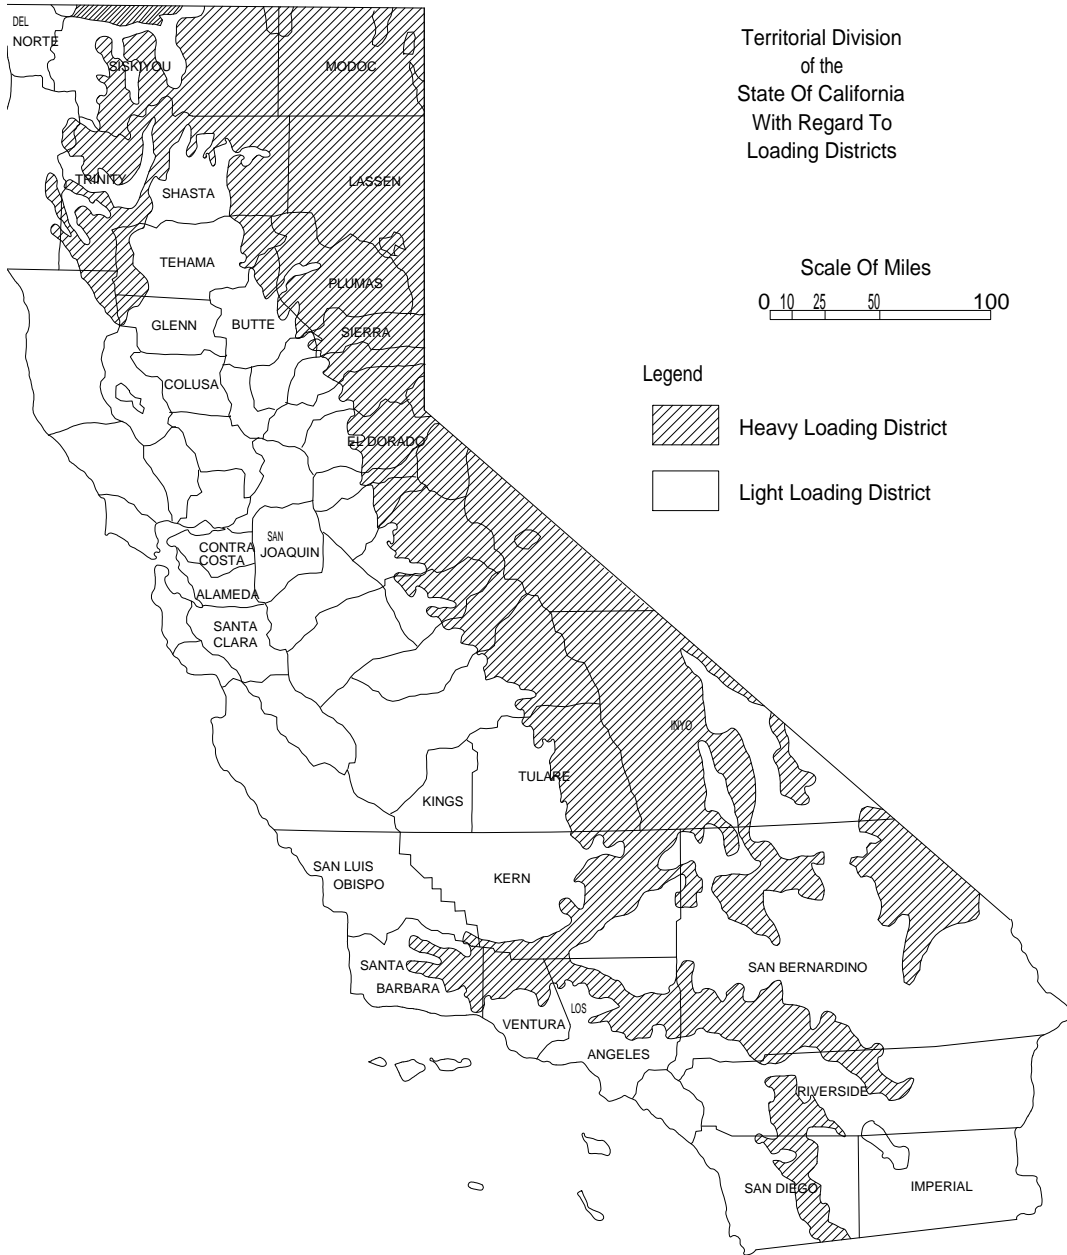 Territorial Division
of the
State Of California
With Regard To
Loading Districts
Scale Of Miles
0 10 25 50 100
Legend
Heavy Loading District
Light Loading District
DEL
NORTE
SISKIYOU
MODOC
TRINITY
SHASTA
LASSEN
TEHAMA
PLUMAS
GLENN
BUTTE
SIERRA
COLUSA
EL DORADO
CONTRA
COSTA
SAN
JOAQUIN
ALAMEDA
SANTA
CLARA
INYO
TULARE
KINGS
SAN LUIS
OBISPO
KERN
SANTA
BARBARA
SAN BERNARDINO
VENTURA
LOS
ANGELES
RIVERSIDE
SAN DIEGO
IMPERIAL